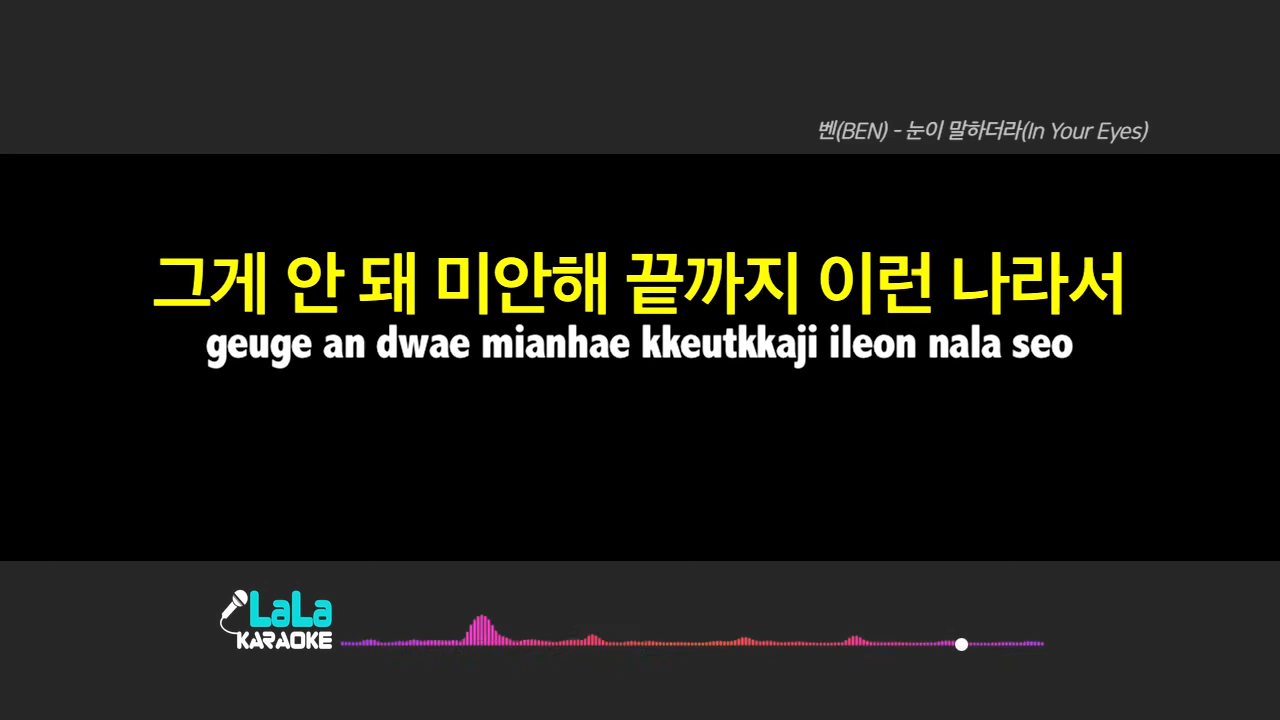 벤(BEN) - 눈이 말하더라(In Your Eyes)
그게 안 돼 미안해 끝까지 이런 나라서
geuge an dwae mianhae kkeutkkaji ileon nala seo
LaLa
KARAOKE